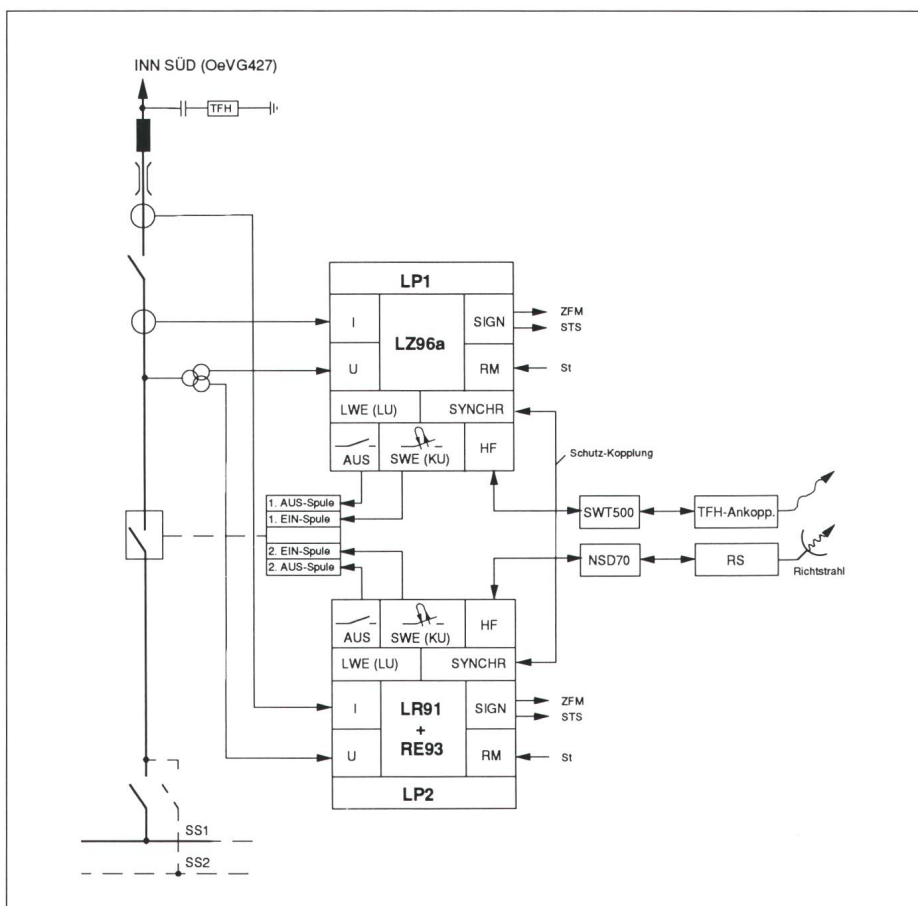 INN SÜD (OeVG427)
TFH
LP1
I
LZ96a
SIGN
ZFM
STS
U
RM
St
LWE (LU)
SYNCHR
AUS
SWE (KU)
HF
Schutz-Kopplung
1. AUS-Spule
1. EIN-Spule
2. EIN-Spule
2. AUS-Spule
SWT500
TFH-Ankopp.
NSD70
RS
Richtstrahl
AUS
SWE (KU)
HF
LWE (LU)
SYNCHR
I
LR91
+
RE93
SIGN
ZFM
STS
U
RM
St
LP2
SS1
SS2